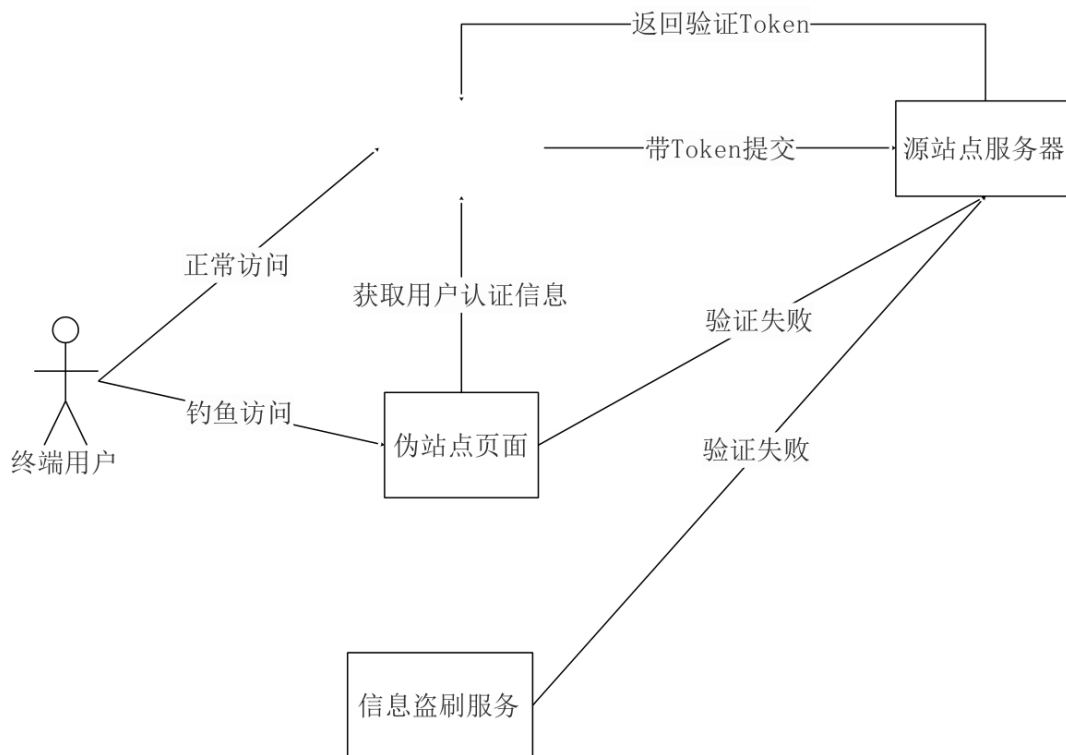 返回验证Token
带Token提交
源站点服务器
正常访问
获取用户认证信息
验证失败
钓鱼访问
伪站点页面
验证失败
终端用户
信息盗刷服务